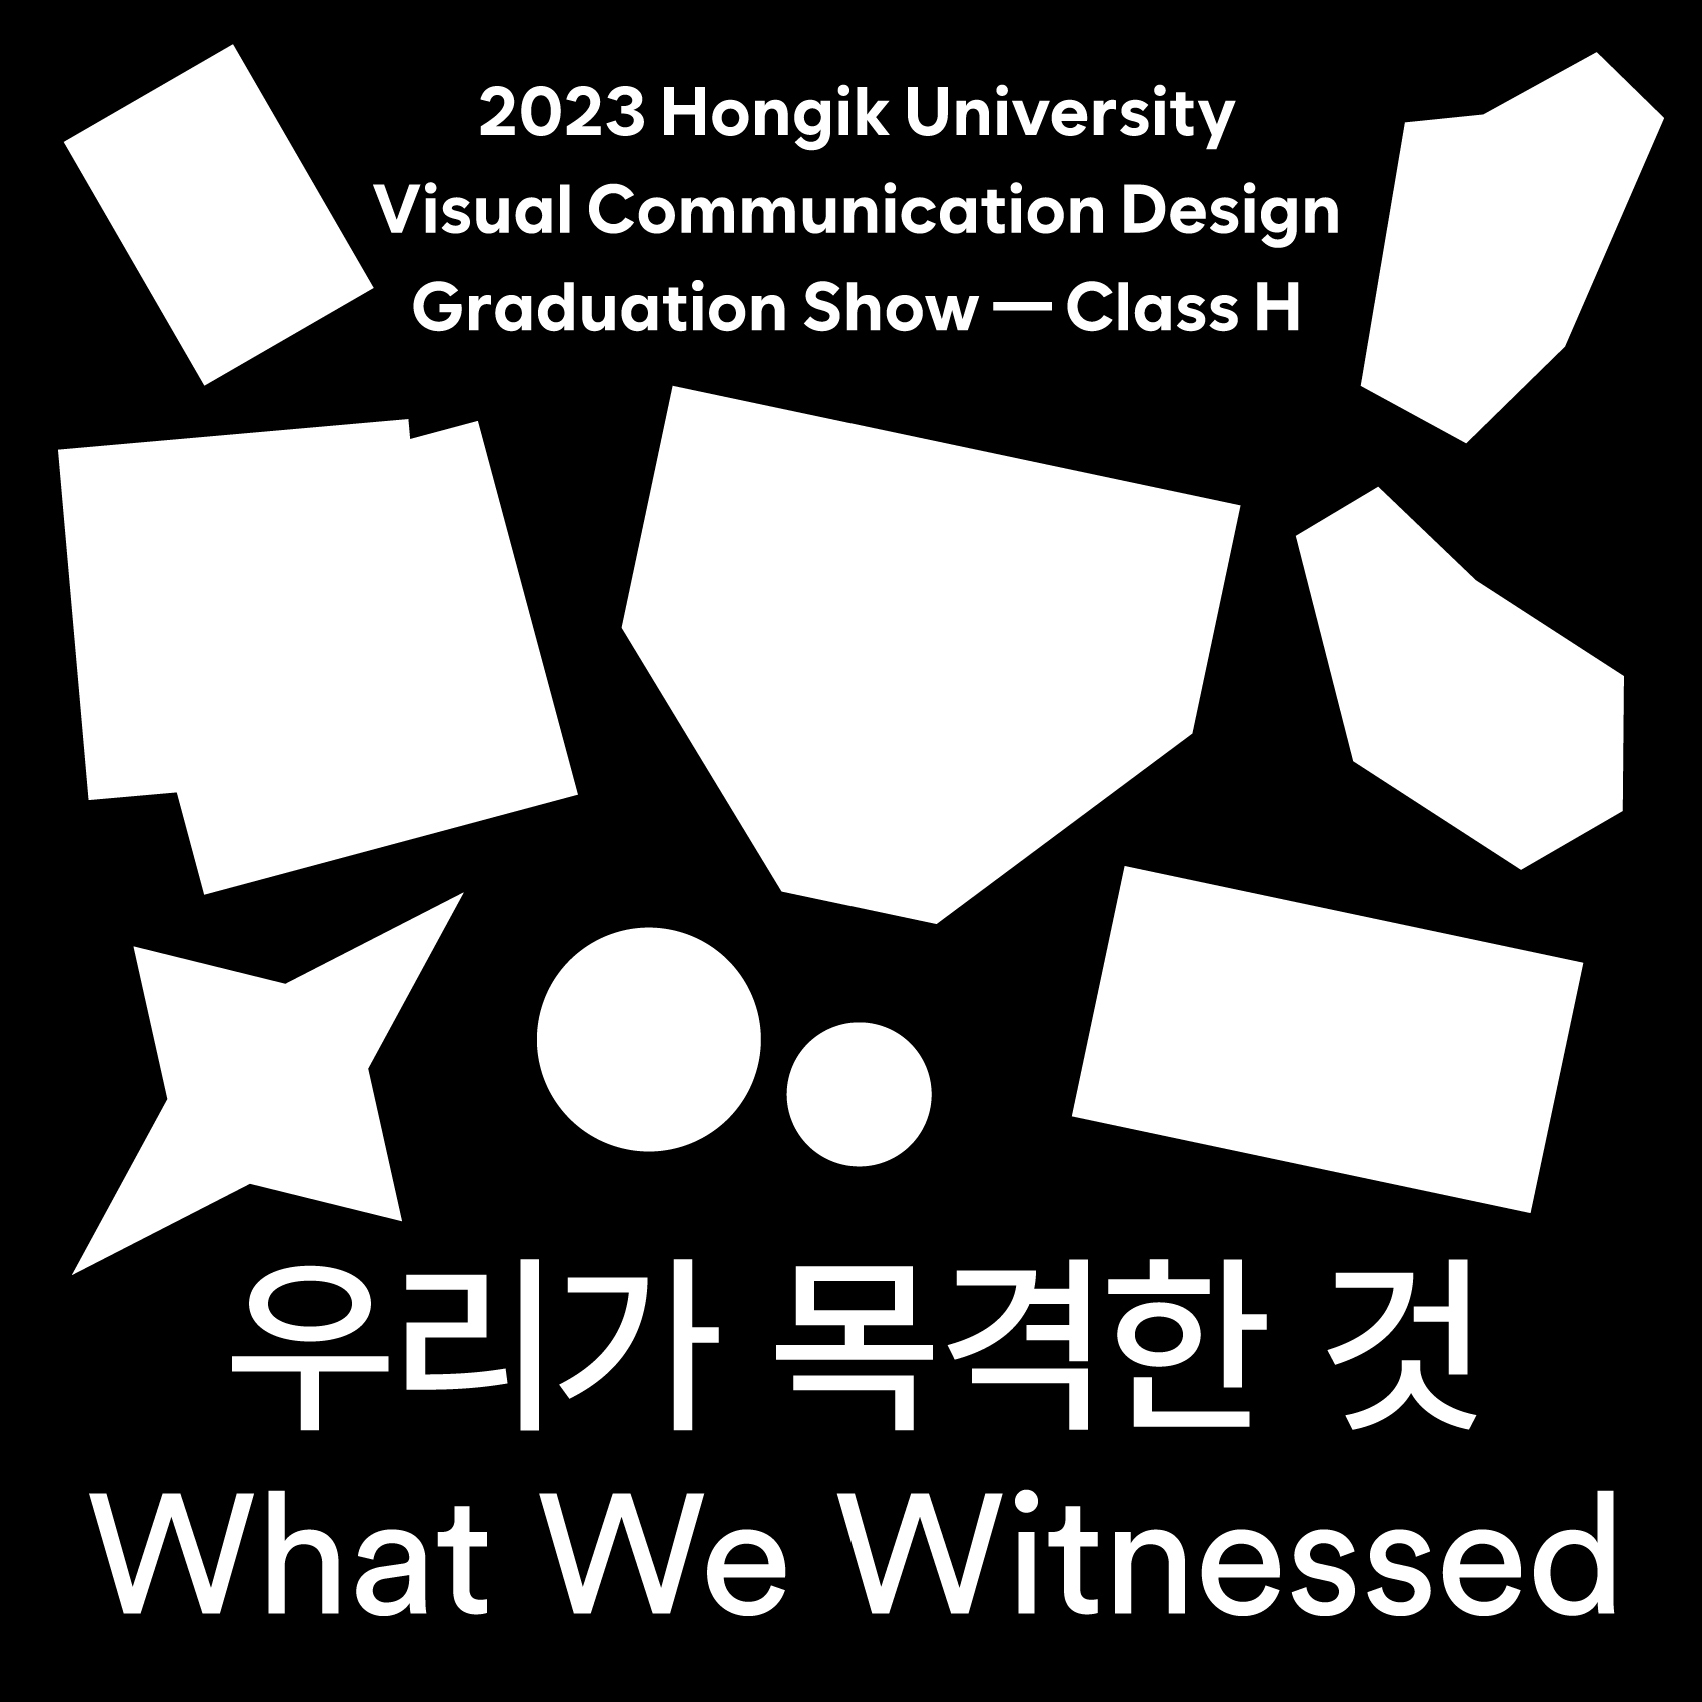 2023 Hongik University
Visual Communication Design
Graduation Show — Class H
우리가 목격한 것
What We Witnessed